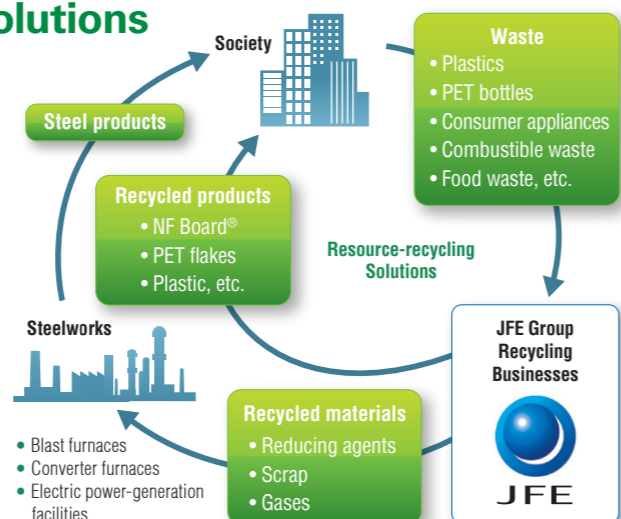 olutions
Society
Waste
• Plastics
• PET bottles
• Consumer appliances
• Combustible waste
• Food waste, etc.
Steel products
Recycled products
• NF Board®
• PET flakes
• Plastic, etc.
Resource-recycling
Solutions
Steelworks
JFE Group
Recycling
Businesses
JFE
Recycled materials
• Reducing agents
• Scrap
• Gases
• Blast furnaces
• Converter furnaces
• Electric power-generation
facilities